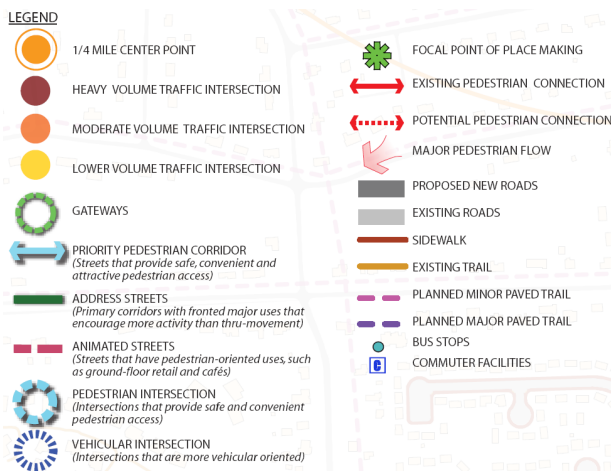 LEGEND
1/4 MILE CENTER POINT
HEAVY VOLUME TRAFFIC INTERSECTION
MODERATE VOLUME TRAFFIC INTERSECTION
LOWER VOLUME TRAFFIC INTERSECTION
GATEWAYS
PRIORITY PEDESTRIAN CORRIDOR
(Streets that provide safe, convenient and
attractive pedestrian access)
ADDRESS STREETS
(Primary corridors with fronted major uses that
encourage more activity than thru-movement)
ANIMATED STREETS
(Streets that have pedestrian-oriented uses, such
as ground-floor retail and cafés)
PEDESTRIAN INTERSECTION
(Intersections that provide safe and convenient
pedestrian access)
VEHICULAR INTERSECTION
(Intersections that are more vehicular oriented)
FOCAL POINT OF PLACE MAKING
EXISTING PEDESTRIAN CONNECTION
POTENTIAL PEDESTRIAN CONNECTION
MAJOR PEDESTRIAN FLOW
PROPOSED NEW ROADS
EXISTING ROADS
SIDEWALK
EXISTING TRAIL
PLANNED MINOR PAVED TRAIL
PLANNED MAJOR PAVED TRAIL
BUS STOPS
C COMMUTER FACILITIES